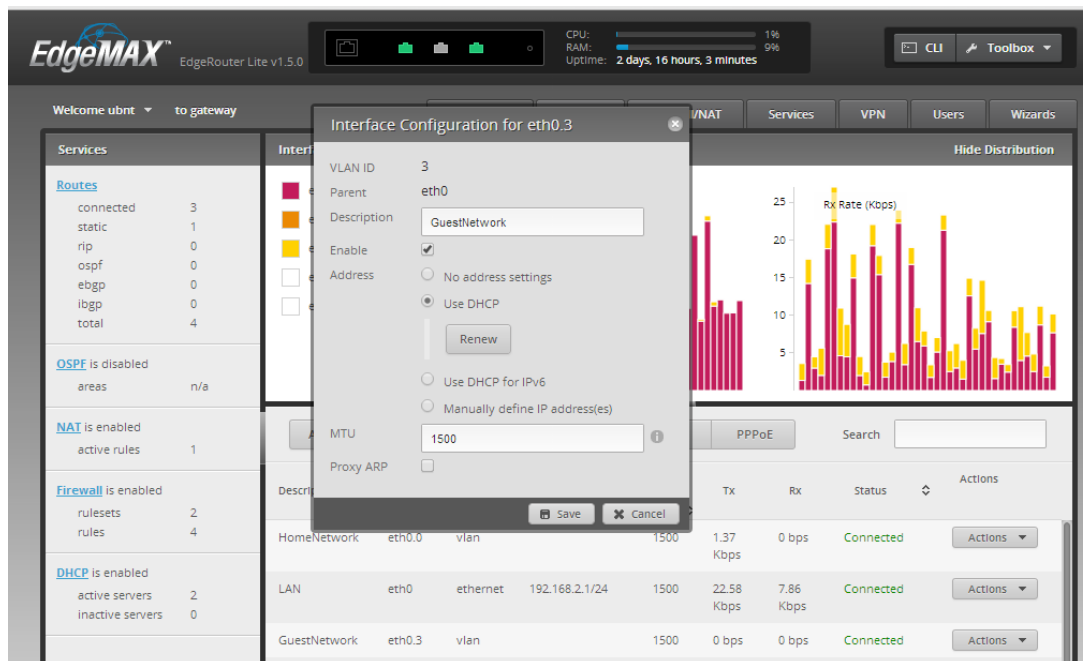 EdgeMAX™ EdgeRouter Lite v1.5.0
CPU: 1%
RAM: 9%
Uptime: 2 days, 16 hours, 3 minutes
CLI Toolbox
Welcome ubnt to gateway
/NAT Services VPN Users Wizards
Services
Routes
connected 3
static 1
rip 0
ospf 0
ebgp 0
ibgp 0
total 4
OSPF is disabled
areas n/a
NAT is enabled
active rules 1
Firewall is enabled
rulesets 2
rules 4
DHCP is enabled
active servers 2
inactive servers 0
Interface Configuration for eth0.3
VLAN ID 3
Parent eth0
Description GuestNetwork
Enable
Address No address settings
Use DHCP
Renew
Use DHCP for IPv6
Manually define IP address(es)
MTU 1500
Proxy ARP
Save Cancel
Hide Distribution
Rx Rate (Kbps)
25
20
15
10
5
PPPoE Search
Tx Rx Status Actions
HomeNetwork eth0.0 vlan 1500 1.37 Kbps 0 bps Connected Actions
LAN eth0 ethernet 192.168.2.1/24 1500 22.58 Kbps 7.86 Kbps Connected Actions
GuestNetwork eth0.3 vlan 1500 0 bps 0 bps Connected Actions